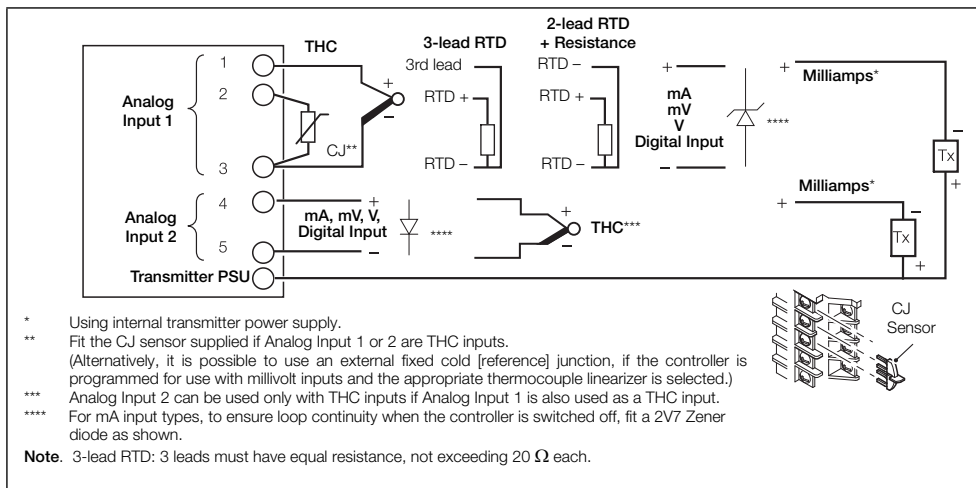 THC
3-lead RTD
2-lead RTD
+ Resistance
Analog
Input 1
1
2
3
CJ**
+
–
3rd lead
RTD +
RTD –
RTD –
RTD +
RTD –
+
mA
mV
V
Digital Input
–
****
+
Milliamps*
–
Tx
+
Analog
Input 2
4
5
+
mA, mV, V,
Digital Input
–
****
+
–
THC***
+
Milliamps*
–
Tx
+
Transmitter PSU
CJ
Sensor
* Using internal transmitter power supply.
** Fit the CJ sensor supplied if Analog Input 1 or 2 are THC inputs.
(Alternatively, it is possible to use an external fixed cold [reference] junction, if the controller is
programmed for use with millivolt inputs and the appropriate thermocouple linearizer is selected.)
*** Analog Input 2 can be used only with THC inputs if Analog Input 1 is also used as a THC input.
**** For mA input types, to ensure loop continuity when the controller is switched off, fit a 2V7 Zener
diode as shown.
Note. 3-lead RTD: 3 leads must have equal resistance, not exceeding 20 Ω each.